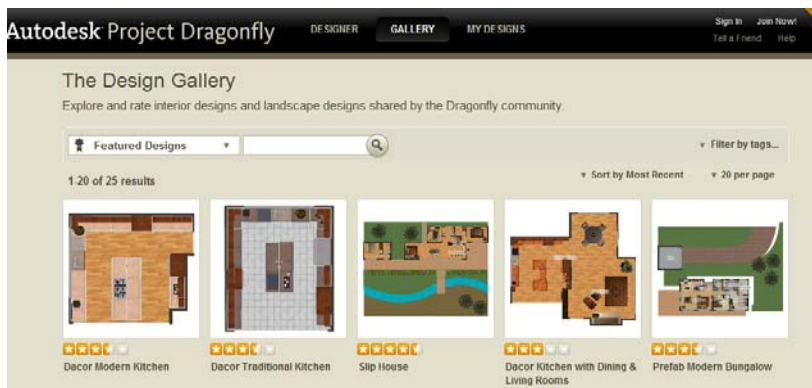 Autodesk Project Dragonfly
DESIGNER GALLERY MY DESIGNS
Sign In Join Now!
Tell a Friend Help
The Design Gallery
Explore and rate interior designs and landscape designs shared by the Dragonfly community.
Featured Designs
Filter by tags...
1-20 of 25 results
Sort by Most Recent 20 per page
Dacor Modern Kitchen
Dacor Traditional Kitchen
Slip House
Dacor Kitchen with Dining &
Living Rooms
Prefab Modern Bungalow